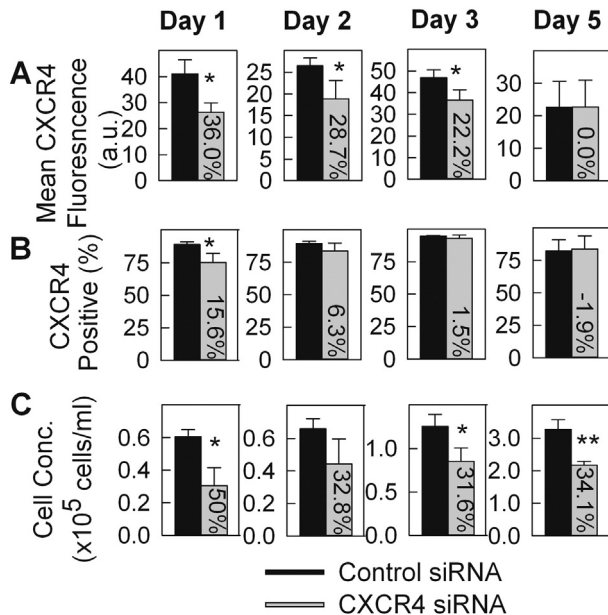 Day 1 Day 2 Day 3 Day 5
A
Mean CXCR4
Fluoresncence
(a.u.)
40 30 20 10 0
* 36.0%
25 20 15 10 5 0
* 28.7%
50 40 30 20 10 0
* 22.2%
30 20 10 0
0.0%
B
CXCR4
Positive (%)
75 50 25 0
* 15.6%
75 50 25 0
6.3%
75 50 25 0
1.5%
75 50 25 0
-1.9%
C
Cell Conc.
(x10⁵ cells/ml)
0.6 0.4 0.2 0.0
* 50%
0.6 0.4 0.2 0.0
32.8%
1.0 0.5 0.0
* 31.6%
3.0 2.0 1.0 0.0
** 34.1%
Control siRNA
CXCR4 siRNA